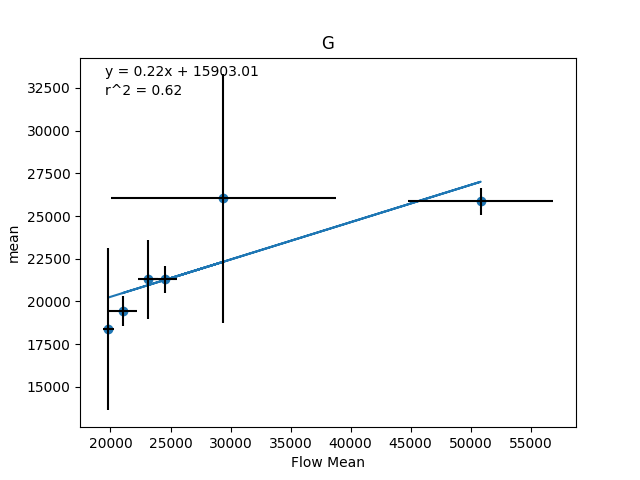 G
y = 0.22x + 15903.01
r^2 = 0.62
32500
30000
27500
25000
22500
20000
17500
15000
mean
20000 25000 30000 35000 40000 45000 50000 55000
Flow Mean